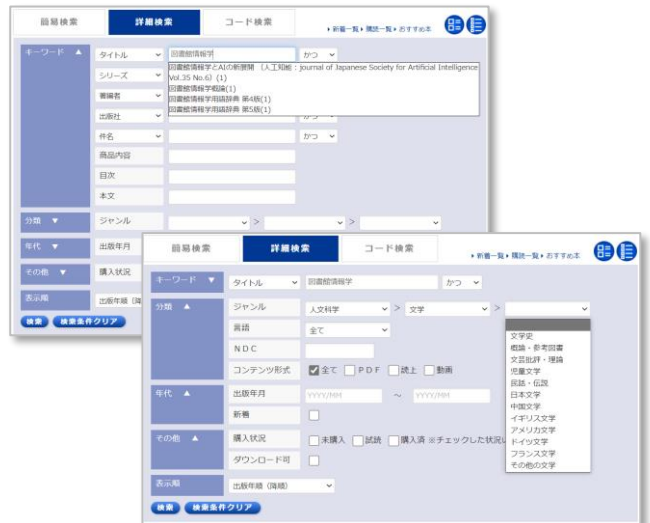 簡易検索 詳細検索 コード検索 ▸新着一覧▸購読一覧▸おすすめ本
キーワード ▲ タイトル 図書館情報学 かつ
図書館情報学とAIの新展開 (人工知能 : journal of Japanese Society for Artificial Intelligence
Vol.35 No.6) (1)
図書館情報学概論(1)
図書館情報学用語辞典 第4版(1)
図書館情報学用語辞典 第5版(1)
シリーズ
著編者
出版社 かつ
件名 かつ
商品内容
目次
本文
分類 ▼ ジャンル > >
年代 ▼ 出版年月
その他 ▼ 購入状況
表示順 出版年順 (降
検索 検索条件クリア
簡易検索 詳細検索 コード検索 ▸新着一覧▸購読一覧▸おすすめ本
キーワード ▼ タイトル 図書館情報学 かつ
分類 ▲ ジャンル 人文科学 > 文学 >
言語 全て
NDC
コンテンツ形式 全て PDF 読上 動画
年代 ▲ 出版年月 YYYY/MM ～ YYYY/MM
新着
その他 ▲ 購入状況 未購入 試読 購入済 ※チェックした状況
ダウンロード可
表示順 出版年順 (降順)
検索 検索条件クリア
文学史
概論・参考図書
文芸批評・理論
児童文学
民話・伝説
日本文学
中国文学
イギリス文学
アメリカ文学
ドイツ文学
フランス文学
その他の文学